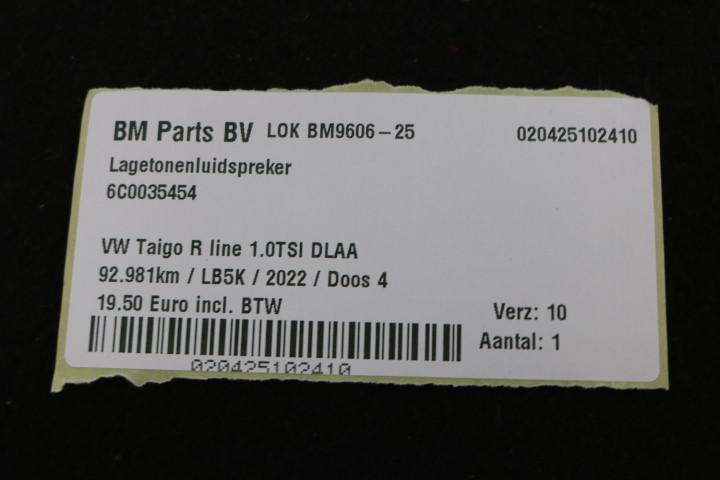 BM Parts BV LOK BM9606-25 020425102410
Lagetonenluidspreker
6C0035454
VW Taigo R line 1.0TSI DLAA
92.981km / LB5K / 2022 / Doos 4
19.50 Euro incl. BTW Verz: 10
Aantal: 1
020425102410